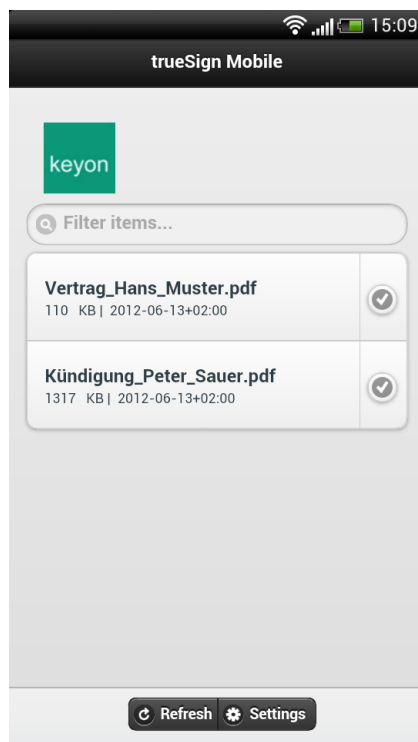 15:09
trueSign Mobile
keyon
Filter items...
Vertrag_Hans_Muster.pdf
110 KB| 2012-06-13+02:00
Kündigung_Peter_Sauer.pdf
1317 KB| 2012-06-13+02:00
Refresh Settings